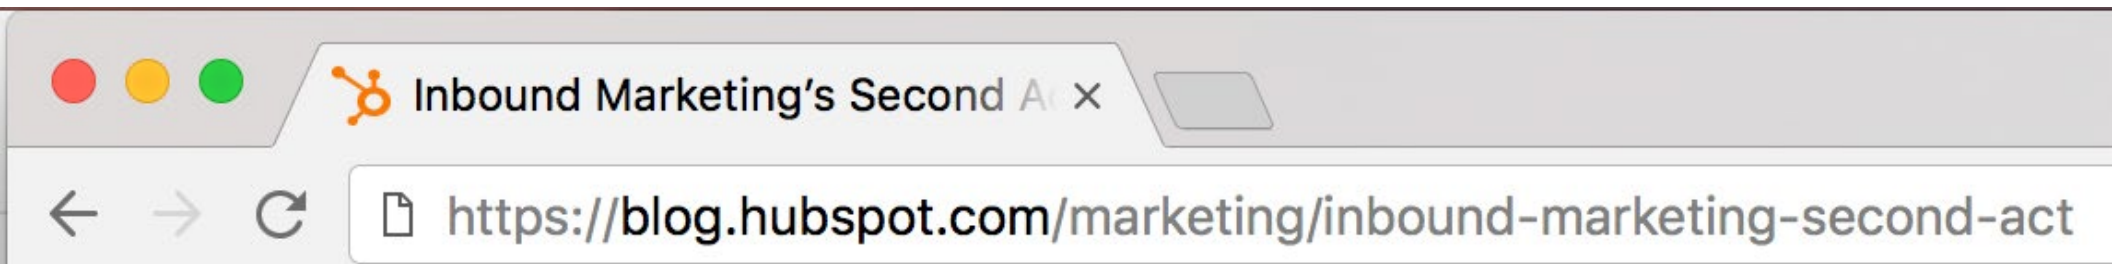 Inbound Marketing's Second
https://blog.hubspot.com/marketing/inbound-marketing-second-act